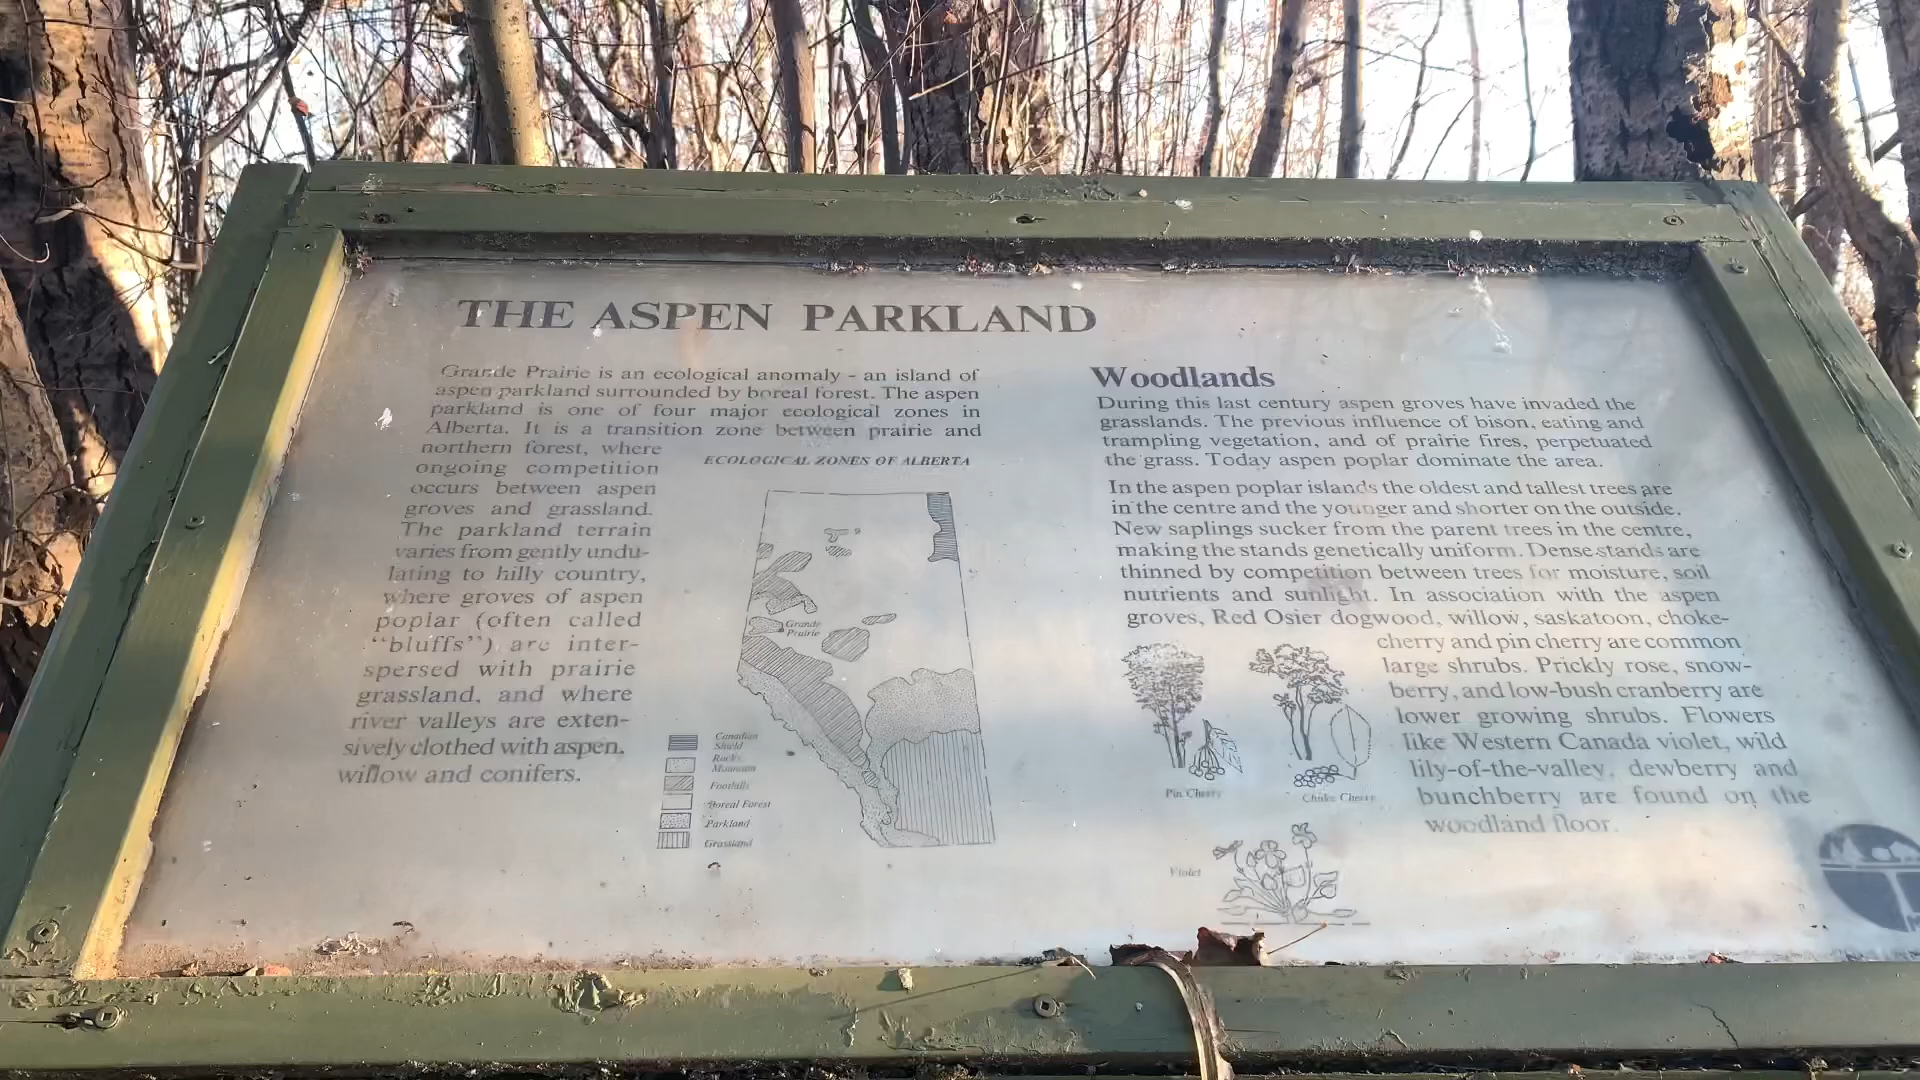 THE ASPEN PARKLAND
Grande Prairie is an ecological anomaly - an island of
aspen parkland surrounded by boreal forest. The aspen
parkland is one of four major ecological zones in
Alberta. It is a transition zone between prairie and
northern forest, where
ongoing competition
occurs between aspen
groves and grassland.
The parkland terrain
varies from gently undu-
lating to hilly country,
where groves of aspen
poplar (often called
"bluffs") are inter-
spersed with prairie
grassland, and where
river valleys are exten-
sively clothed with aspen,
willow and conifers.
ECOLOGICAL ZONES OF ALBERTA
Grande
Prairie
Canadian
Shield
Rocky
Mountain
Foothills
Boreal Forest
Parkland
Grassland
Woodlands
During this last century aspen groves have invaded the
grasslands. The previous influence of bison, eating and
trampling vegetation, and of prairie fires, perpetuated
the grass. Today aspen poplar dominate the area.
In the aspen poplar islands the oldest and tallest trees are
in the centre and the younger and shorter on the outside.
New saplings sucker from the parent trees in the centre,
making the stands genetically uniform. Dense stands are
thinned by competition between trees for moisture, soil
nutrients and sunlight. In association with the aspen
groves, Red Osier dogwood, willow, saskatoon, choke-
cherry and pin cherry are common
large shrubs. Prickly rose, snow-
berry, and low-bush cranberry are
lower growing shrubs. Flowers
like Western Canada violet, wild
lily-of-the-valley, dewberry and
bunchberry are found on the
woodland floor.
Pin Cherry
Choke Cherry
Violet